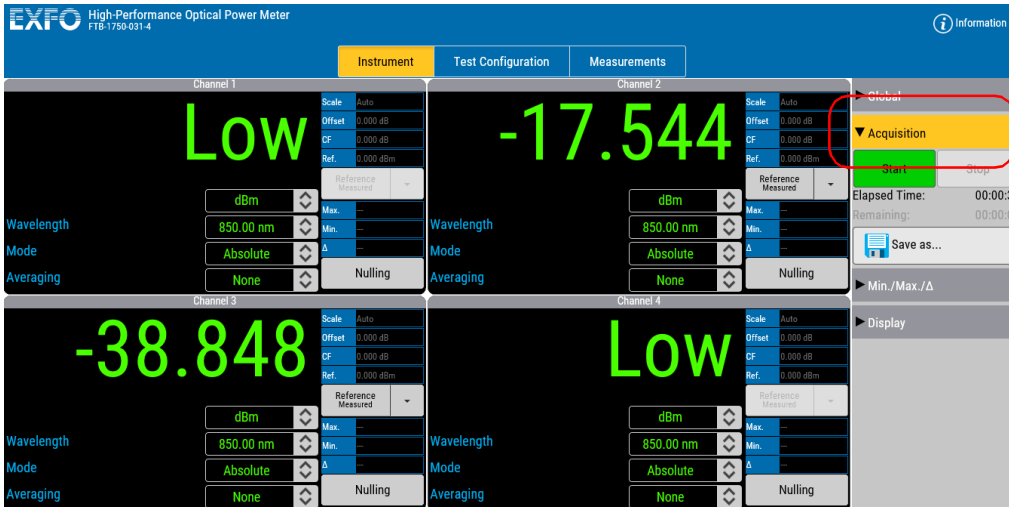 EXFO High-Performance Optical Power Meter
FTB-1750-031-4
Information
Instrument Test Configuration Measurements
Channel 1
Low
Scale Auto
Offset 0.000 dB
CF 0.000 dB
Ref. 0.000 dBm
Reference Measured
dBm
Wavelength 850.00 nm
Mode Absolute
Averaging None
Max. --
Min. --
Δ --
Nulling
Channel 2
-17.544
Scale Auto
Offset 0.000 dB
CF 0.000 dB
Ref. 0.000 dBm
Reference Measured
dBm
Wavelength 850.00 nm
Mode Absolute
Averaging None
Max. --
Min. --
Δ --
Nulling
Channel 3
-38.848
Scale Auto
Offset 0.000 dB
CF 0.000 dB
Ref. 0.000 dBm
Reference Measured
dBm
Wavelength 850.00 nm
Mode Absolute
Averaging None
Max. --
Min. --
Δ --
Nulling
Channel 4
Low
Scale Auto
Offset 0.000 dB
CF 0.000 dB
Ref. 0.000 dBm
Reference Measured
dBm
Wavelength 850.00 nm
Mode Absolute
Averaging None
Max. --
Min. --
Δ --
Nulling
Global
Acquisition
Start Stop
Elapsed Time: 00:00:
Remaining: 00:00:
Save as...
Min./Max./Δ
Display